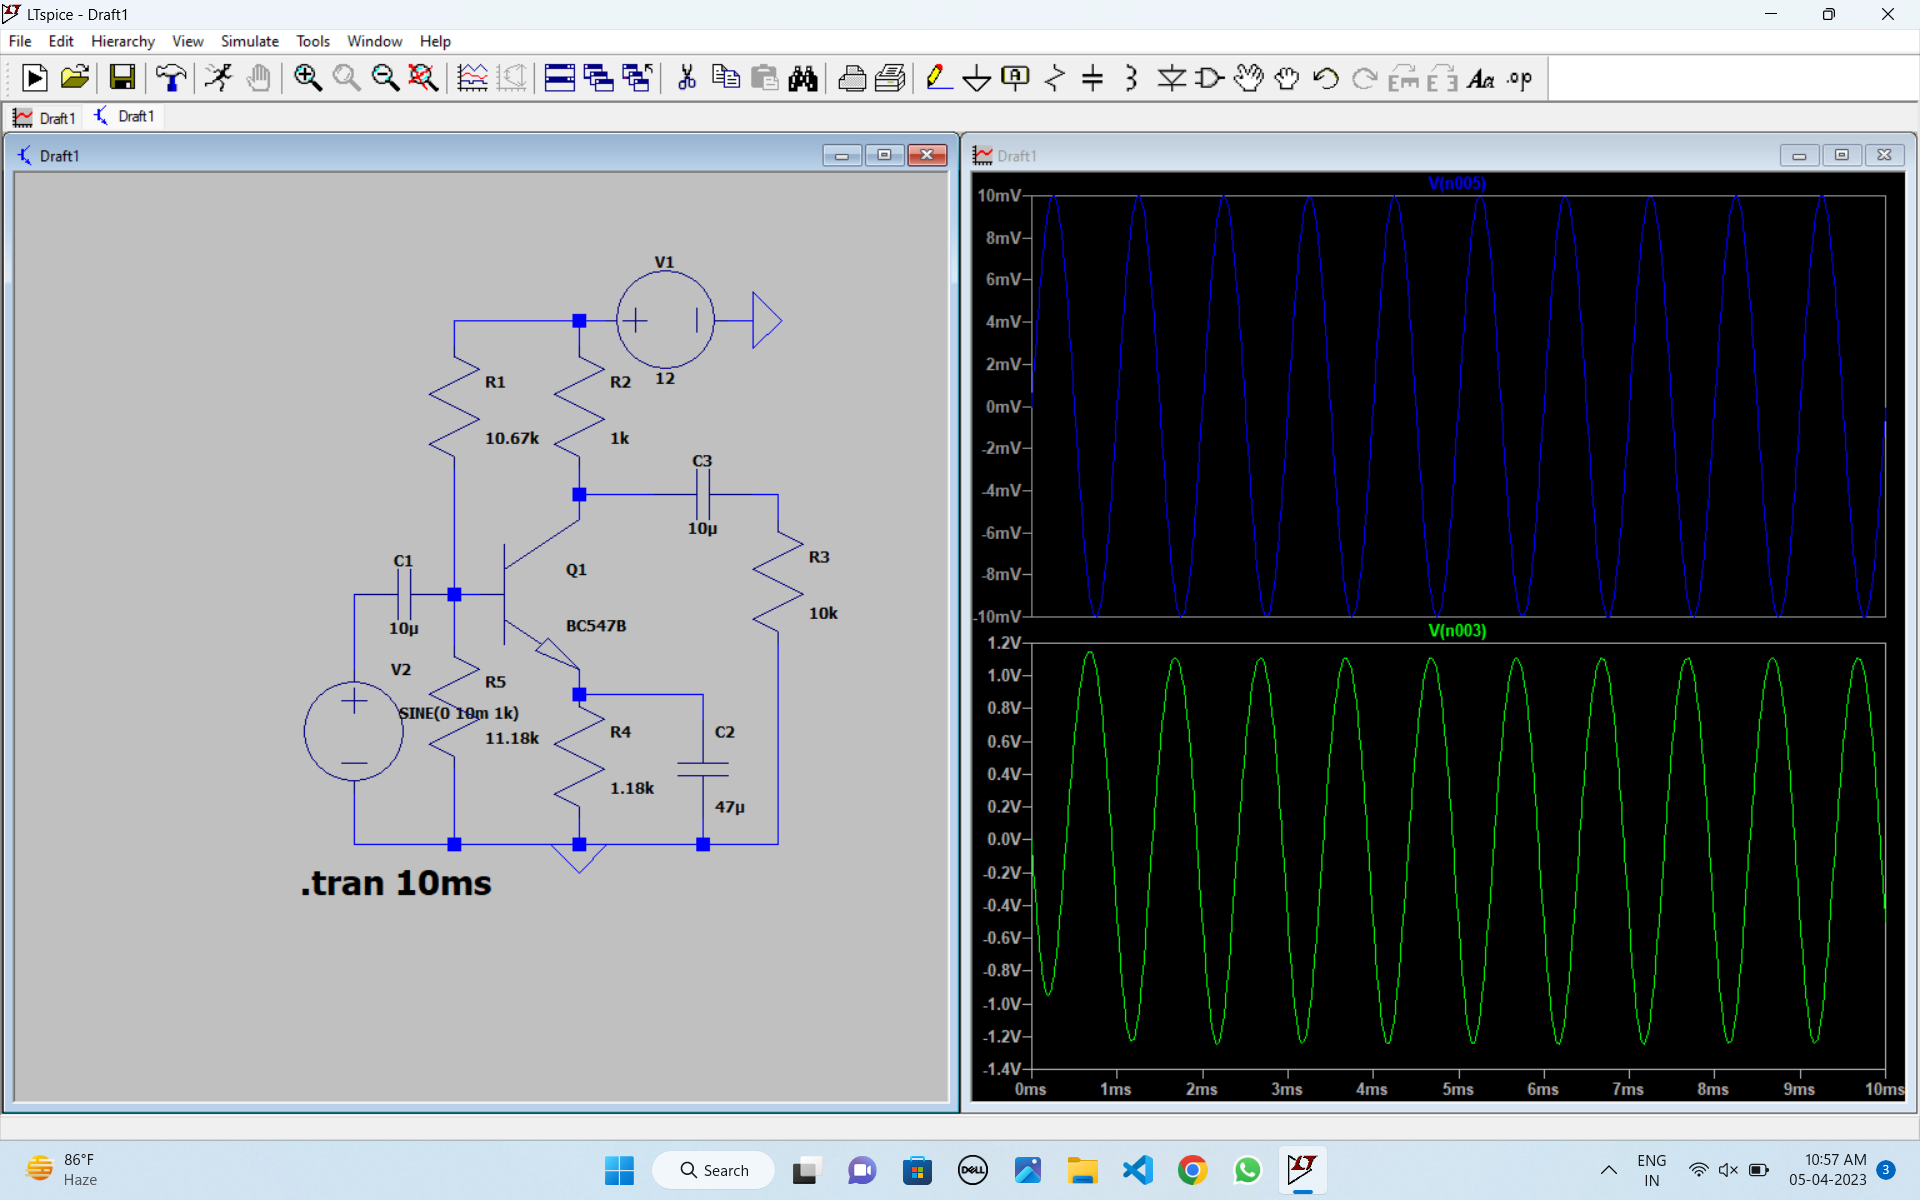 LTspice - Draft1
File Edit Hierarchy View Simulate Tools Window Help
A
Aa .op
Draft1 Draft1
Draft1
Draft1
V1
12
R1
10.67k
R2
1k
C3
10µ
R3
10k
C1
10µ
Q1
BC547B
V2
SINE(0 10m 1k)
R5
11.18k
R4
1.18k
C2
47µ
.tran 10ms
V(n005)
10mV
8mV
6mV
4mV
2mV
0mV
-2mV
-4mV
-6mV
-8mV
-10mV
V(n003)
1.2V
1.0V
0.8V
0.6V
0.4V
0.2V
0.0V
-0.2V
-0.4V
-0.6V
-0.8V
-1.0V
-1.2V
-1.4V
0ms 1ms 2ms 3ms 4ms 5ms 6ms 7ms 8ms 9ms 10ms
86°F
Haze
Search
DELL
LT
ENG
IN
10:57 AM
05-04-2023
3